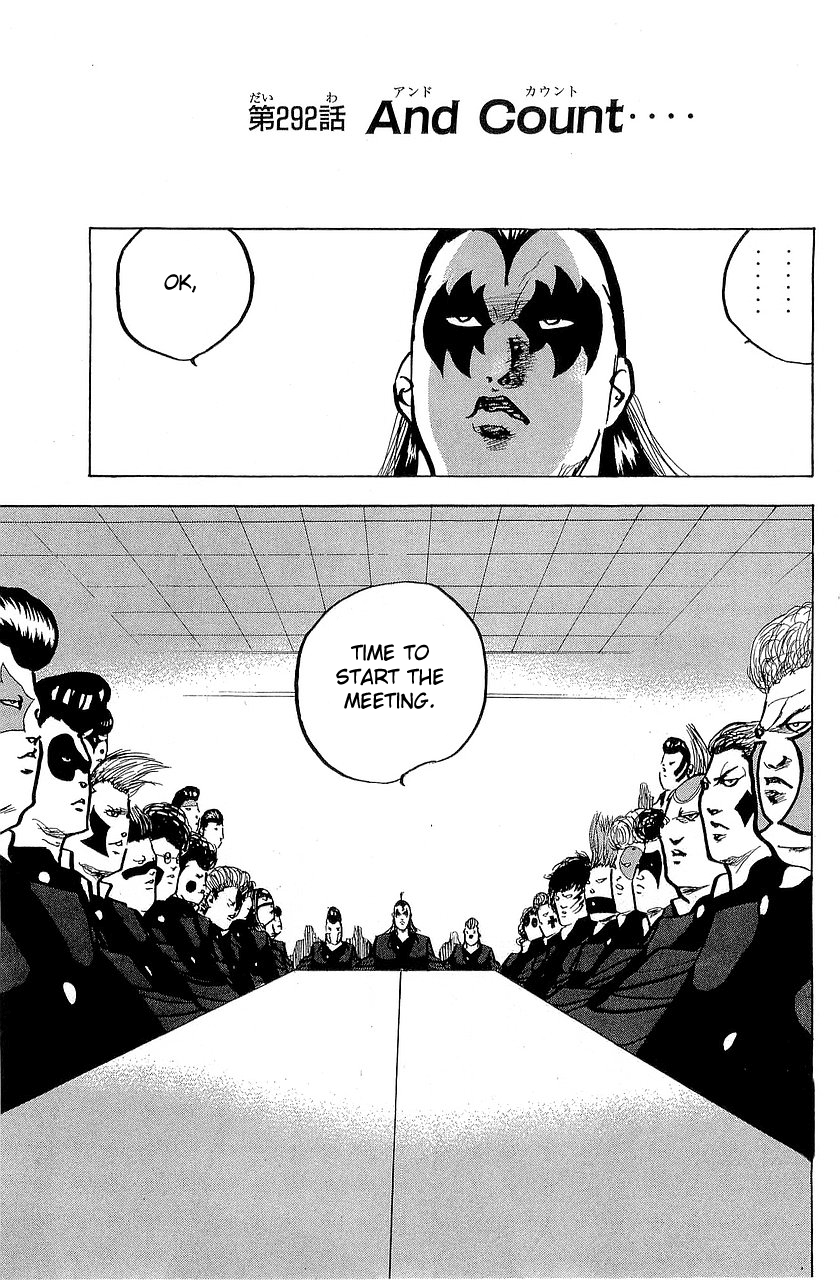 だい わ アンド カウント
第292話 And Count‥‥
‥‥‥
‥‥‥
OK,
TIME TO
START THE
MEETING.